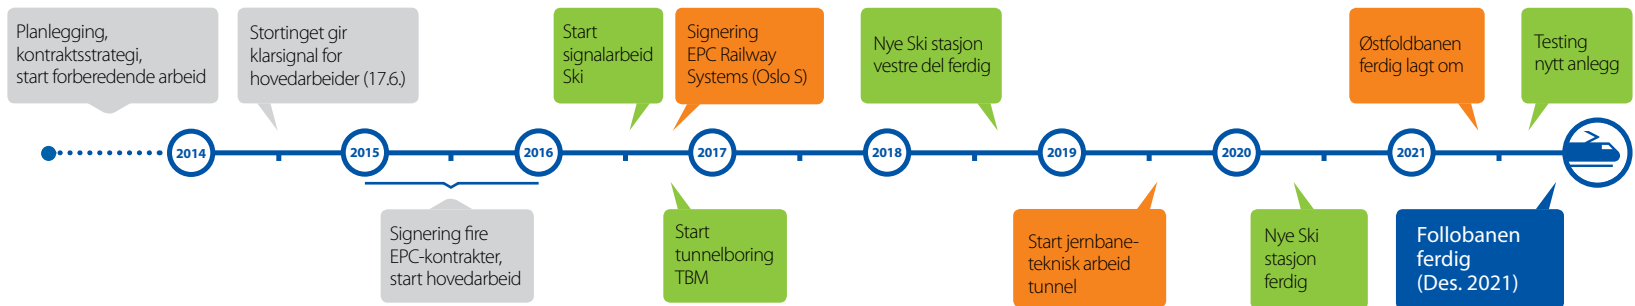 Planlegging,
kontraktsstrategi,
start forberedende arbeid
Stortinget gir
klarsignal for
hovedarbeider (17.6.)
Start
signalarbeid
Ski
Signering
EPC Railway
Systems (Oslo S)
Nye Ski stasjon
vestre del ferdig
Østfoldbanen
ferdig lagt om
Testing
nytt anlegg
2014
2015
2016
2017
2018
2019
2020
2021
Signering fire
EPC-kontrakter,
start hovedarbeid
Start
tunnelboring
TBM
Start jernbane-
teknisk arbeid
tunnel
Nye Ski
stasjon
ferdig
Follobanen
ferdig
(Des. 2021)